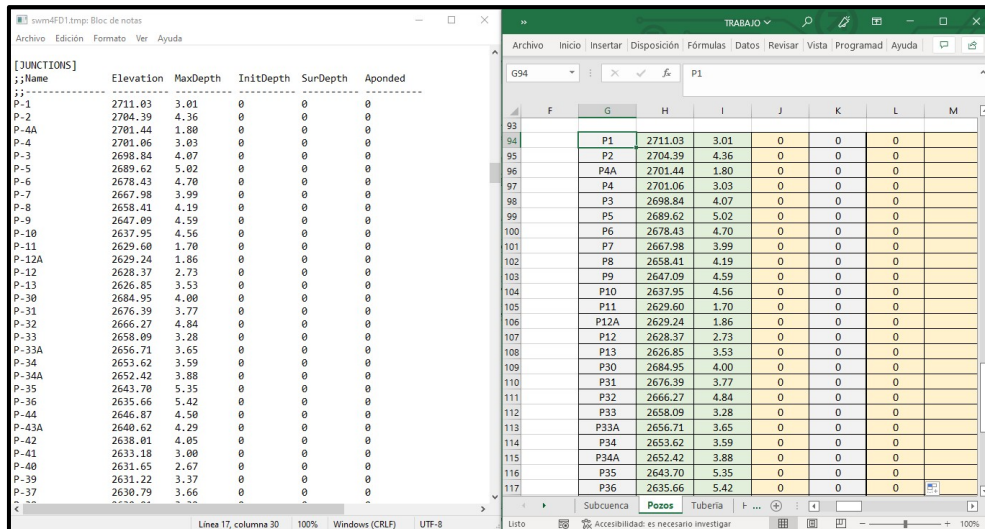 swm4FD1.tmp: Bloc de notas
Archivo Edición Formato Ver Ayuda
[JUNCTIONS]
;;Name Elevation MaxDepth InitDepth SurDepth Aponded
;;-------------- ---------- ---------- ---------- ---------- ----------
P-1 2711.03 3.01 0 0 0
P-2 2704.39 4.36 0 0 0
P-4A 2701.44 1.80 0 0 0
P-4 2701.06 3.03 0 0 0
P-3 2698.84 4.07 0 0 0
P-5 2689.62 5.02 0 0 0
P-6 2678.43 4.70 0 0 0
P-7 2667.98 3.99 0 0 0
P-8 2658.41 4.19 0 0 0
P-9 2647.09 4.59 0 0 0
P-10 2637.95 4.56 0 0 0
P-11 2629.60 1.70 0 0 0
P-12A 2629.24 1.86 0 0 0
P-12 2628.37 2.73 0 0 0
P-13 2626.85 3.53 0 0 0
P-30 2684.95 4.00 0 0 0
P-31 2676.39 3.77 0 0 0
P-32 2666.27 4.84 0 0 0
P-33 2658.09 3.28 0 0 0
P-33A 2656.71 3.65 0 0 0
P-34 2653.62 3.59 0 0 0
P-34A 2652.42 3.88 0 0 0
P-35 2643.70 5.35 0 0 0
P-36 2635.66 5.42 0 0 0
P-44 2646.87 4.50 0 0 0
P-43A 2640.62 4.29 0 0 0
P-42 2638.01 4.05 0 0 0
P-41 2633.18 3.00 0 0 0
P-40 2631.65 2.67 0 0 0
P-39 2631.22 3.37 0 0 0
P-37 2630.79 3.66 0 0 0
Línea 17, columna 30 100% Windows (CRLF) UTF-8
TRABAJO
Archivo Inicio Insertar Disposición Fórmulas Datos Revisar Vista Programad Ayuda
G94 fx P1
F G H I J K L M
93
94 P1 2711.03 3.01 0 0 0
95 P2 2704.39 4.36 0 0 0
96 P4A 2701.44 1.80 0 0 0
97 P4 2701.06 3.03 0 0 0
98 P3 2698.84 4.07 0 0 0
99 P5 2689.62 5.02 0 0 0
100 P6 2678.43 4.70 0 0 0
101 P7 2667.98 3.99 0 0 0
102 P8 2658.41 4.19 0 0 0
103 P9 2647.09 4.59 0 0 0
104 P10 2637.95 4.56 0 0 0
105 P11 2629.60 1.70 0 0 0
106 P12A 2629.24 1.86 0 0 0
107 P12 2628.37 2.73 0 0 0
108 P13 2626.85 3.53 0 0 0
109 P30 2684.95 4.00 0 0 0
110 P31 2676.39 3.77 0 0 0
111 P32 2666.27 4.84 0 0 0
112 P33 2658.09 3.28 0 0 0
113 P33A 2656.71 3.65 0 0 0
114 P34 2653.62 3.59 0 0 0
115 P34A 2652.42 3.88 0 0 0
116 P35 2643.70 5.35 0 0 0
117 P36 2635.66 5.42 0 0 0
Subcuenca Pozos Tuberia
Listo Accesibilidad: es necesario investigar 100%